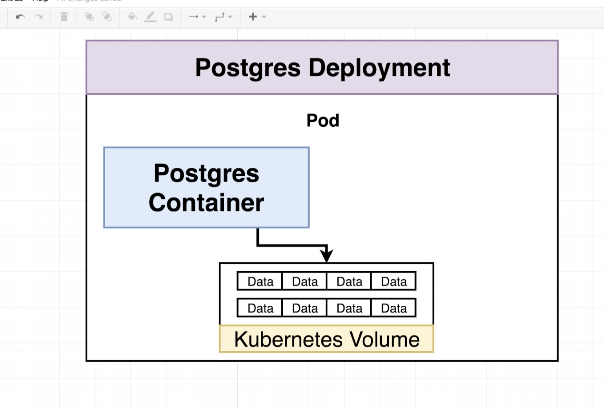 Postgres Deployment
Pod
Postgres
Container
Data Data Data Data
Data Data Data Data
Kubernetes Volume